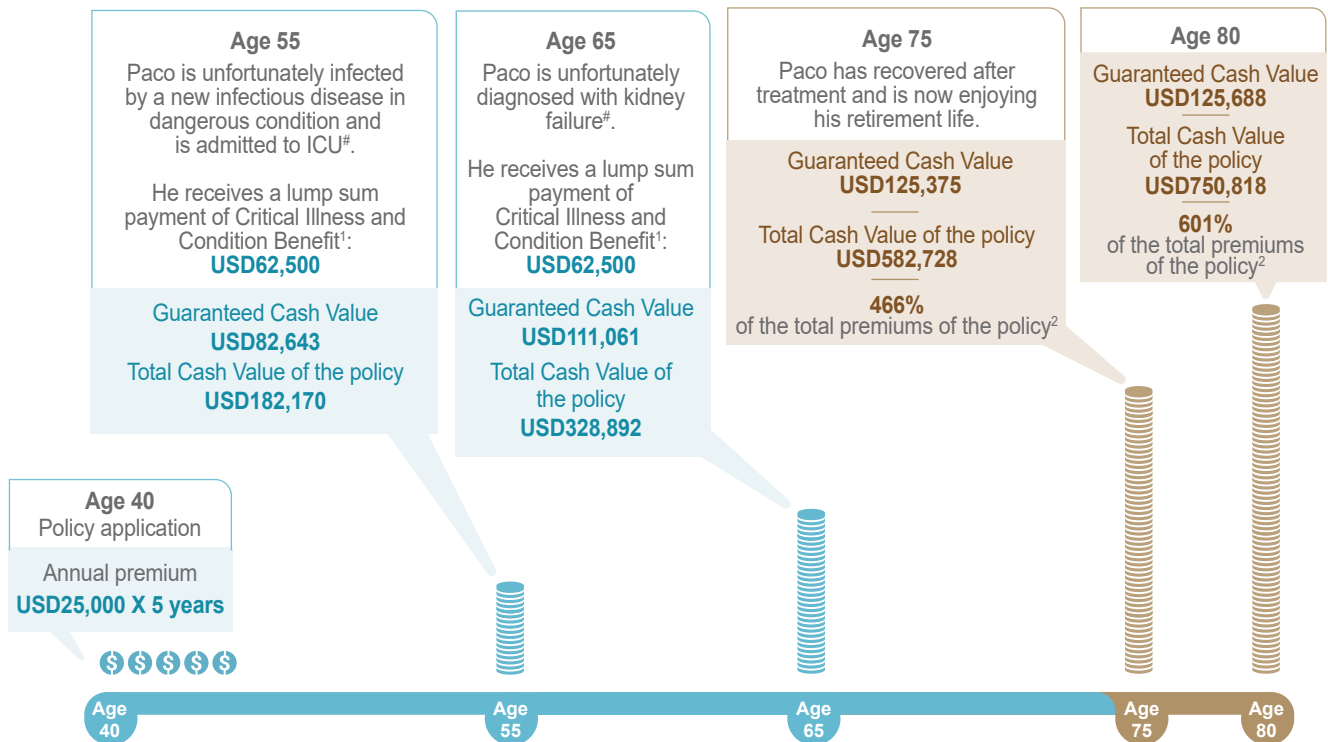 Age 55
Paco is unfortunately infected
by a new infectious disease in
dangerous condition and
is admitted to ICU#.
He receives a lump sum
payment of Critical Illness and
Condition Benefit¹:
USD62,500
Guaranteed Cash Value
USD82,643
Total Cash Value of the policy
USD182,170
Age 65
Paco is unfortunately
diagnosed with kidney
failure#.
He receives a lump sum
payment of
Critical Illness and
Condition Benefit¹:
USD62,500
Guaranteed Cash Value
USD111,061
Total Cash Value of
the policy
USD328,892
Age 75
Paco has recovered after
treatment and is now enjoying
his retirement life.
Guaranteed Cash Value
USD125,375
Total Cash Value of the policy
USD582,728
466%
of the total premiums of the policy²
Age 80
Guaranteed Cash Value
USD125,688
Total Cash Value
of the policy
USD750,818
601%
of the total premiums
of the policy²
Age 40
Policy application
Annual premium
USD25,000 X 5 years
$ $ $ $ $
Age
40
Age
55
Age
65
Age
75
Age
80